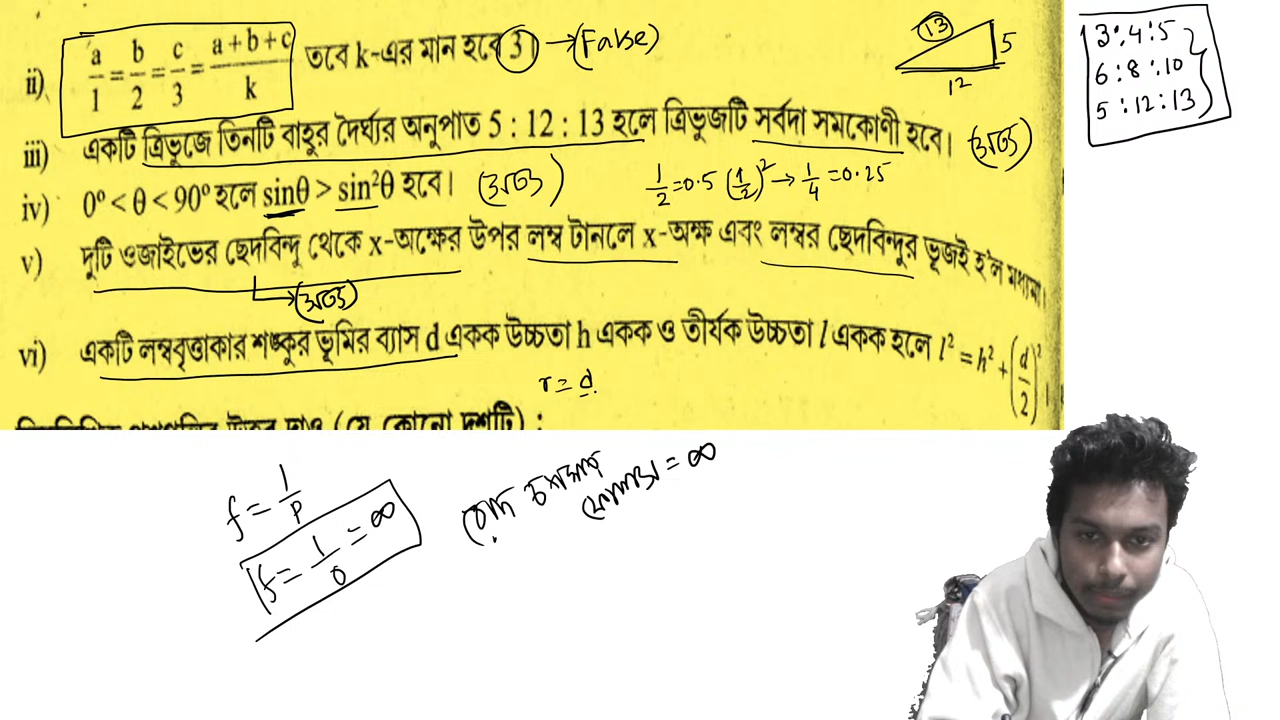 ii) a/1 = b/2 = c/3 = a+b+c/k তবে k-এর মান হবে 3। →(False)
13
5
12
3:4:5
6:8:10
5:12:13
iii) একটি ত্রিভুজে তিনটি বাহুর দৈর্ঘ্যর অনুপাত 5 : 12 : 13 হলে ত্রিভুজটি সর্বদা সমকোণী হবে। (সত্য)
iv) 0° < θ < 90° হলে sinθ > sin²θ হবে। (সত্য) 1/2=0.5 (1/2)² → 1/4 =0.25
v) দুটি ওজাইভের ছেদবিন্দু থেকে x-অক্ষের উপর লম্ব টানলে x-অক্ষ এবং লম্বর ছেদবিন্দুর ভূজই হ'ল মধ্যমা।
→(সত্য)
vi) একটি লম্ববৃত্তাকার শঙ্কুর ভূমির ব্যাস d একক উচ্চতা h একক ও তীর্যক উচ্চতা l একক হলে l² = h² + (d/2)²।
r = d
f = 1/P
f = 1/0 = ∞
= ∞